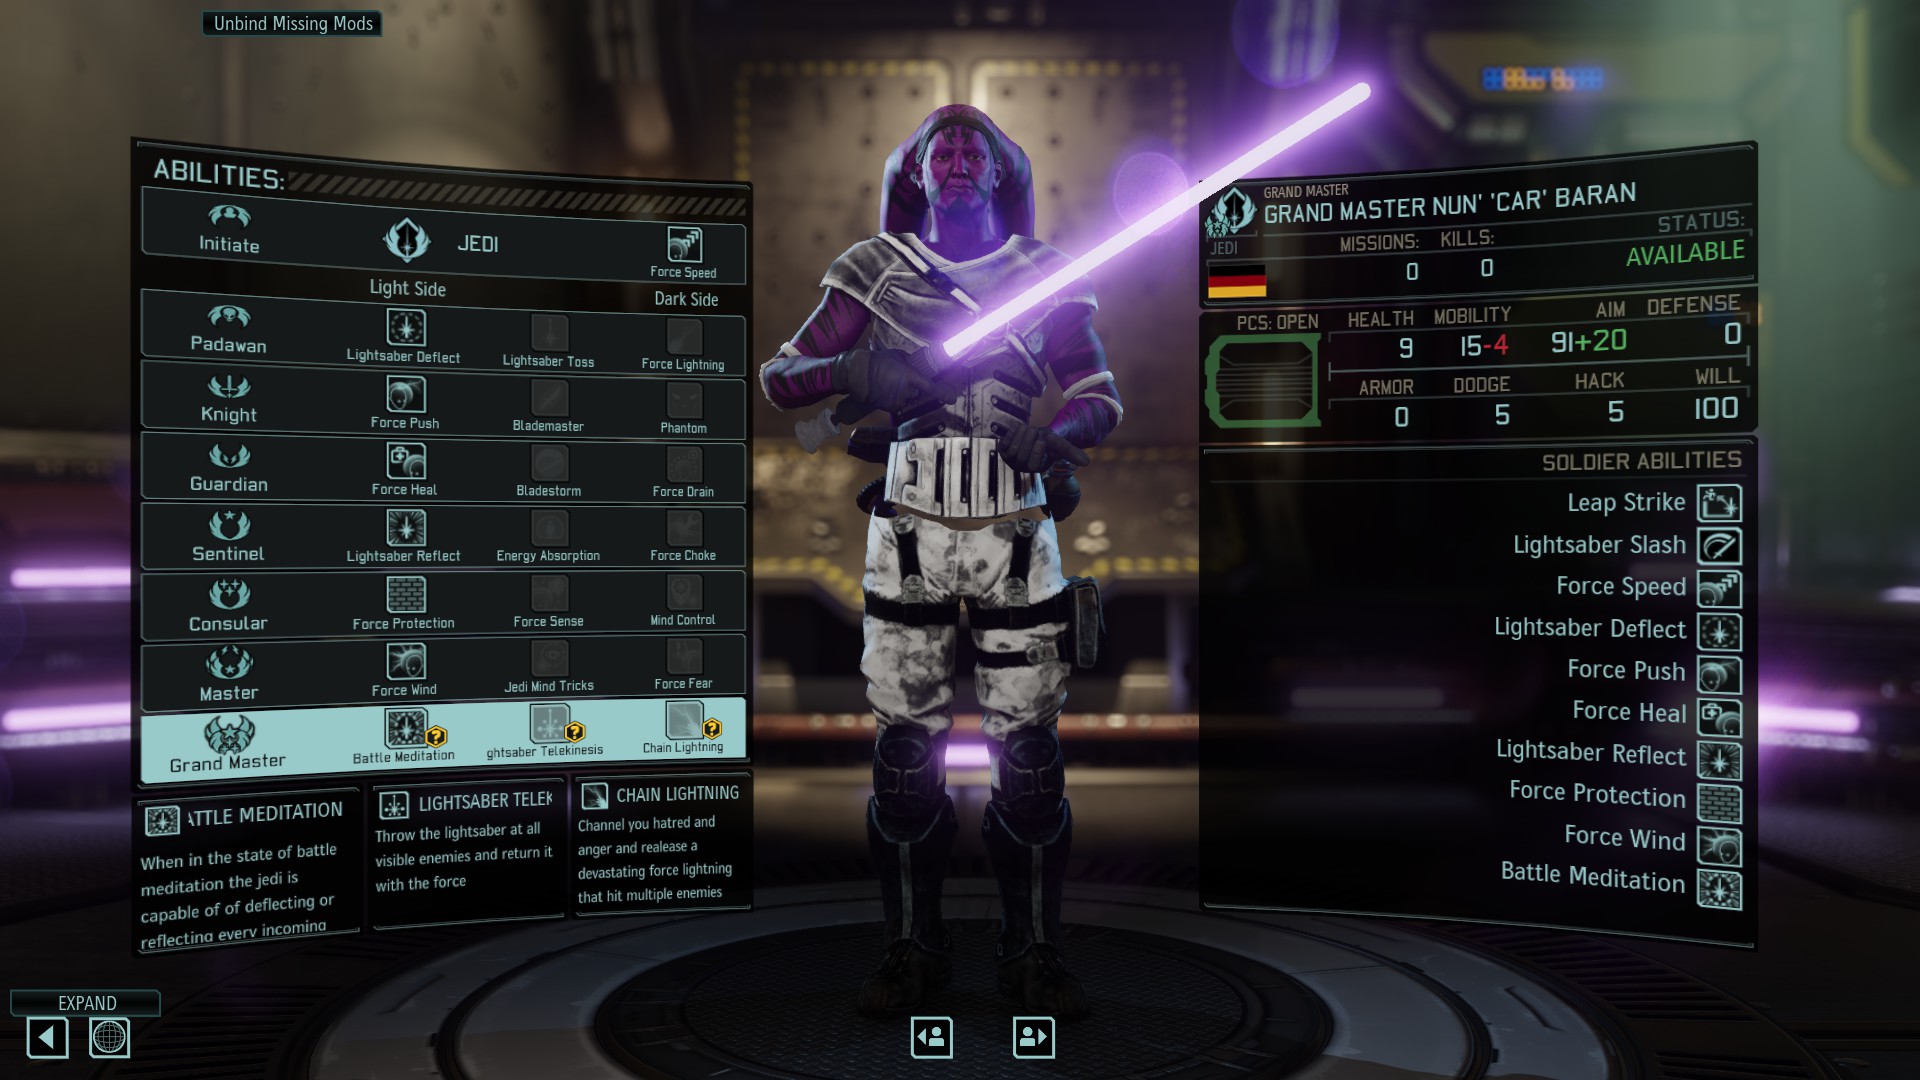 Unbind Missing Mods
ABILITIES:
Initiate
JEDI
Force Speed
Light Side
Dark Side
Padawan
Lightsaber Deflect
Lightsaber Toss
Force Lightning
Knight
Force Push
Blademaster
Phantom
Guardian
Force Heal
Bladestorm
Force Drain
Sentinel
Lightsaber Reflect
Energy Absorption
Force Choke
Consular
Force Protection
Force Sense
Mind Control
Master
Force Wind
Jedi Mind Tricks
Force Fear
Grand Master
Battle Meditation
ghtsaber Telekinesis
Chain Lightning
ATTLE MEDITATION
When in the state of battle
meditation the jedi is
capable of of deflecting or
reflecting every incoming
LIGHTSABER TELEK
Throw the lightsaber at all
visible enemies and return it
with the force
CHAIN LIGHTNING
Channel you hatred and
anger and realease a
devastating force lightning
that hit multiple enemies
EXPAND
GRAND MASTER
GRAND MASTER NUN' 'CAR' BARAN
JEDI
MISSIONS:
0
KILLS:
0
STATUS:
AVAILABLE
PCS: OPEN
HEALTH
9
MOBILITY
15-4
AIM
91+20
DEFENSE
0
ARMOR
0
DODGE
5
HACK
5
WILL
100
SOLDIER ABILITIES
Leap Strike
Lightsaber Slash
Force Speed
Lightsaber Deflect
Force Push
Force Heal
Lightsaber Reflect
Force Protection
Force Wind
Battle Meditation